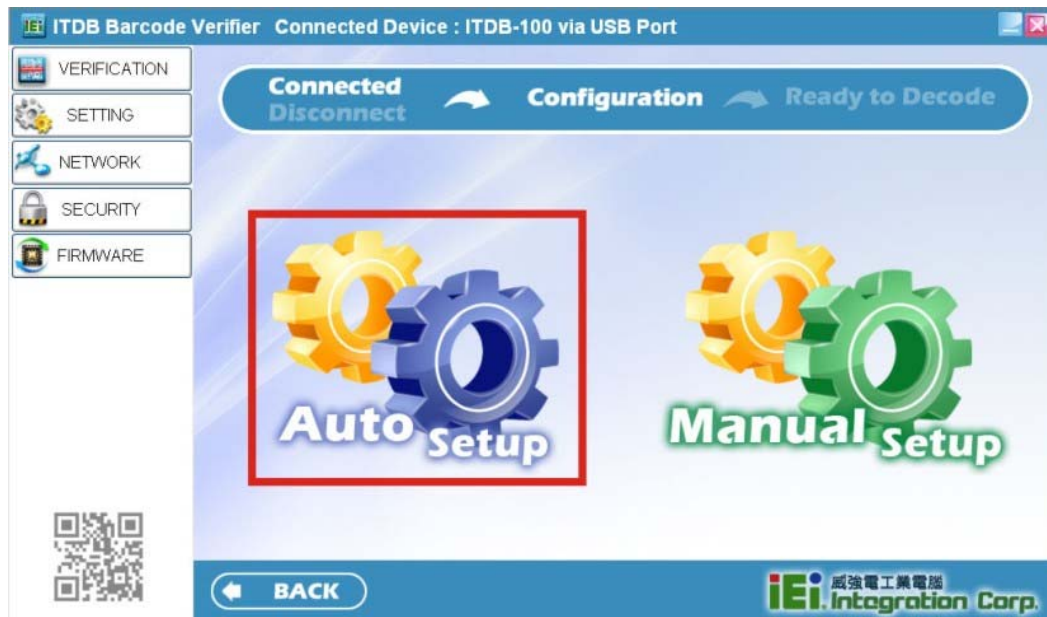 iEi ITDB Barcode Verifier Connected Device : ITDB-100 via USB Port
VERIFICATION
SETTING
NETWORK
SECURITY
FIRMWARE
Connected
Disconnect
Configuration
Ready to Decode
Auto Setup
Manual Setup
BACK
iEi 威強電工業電腦
Integration Corp.